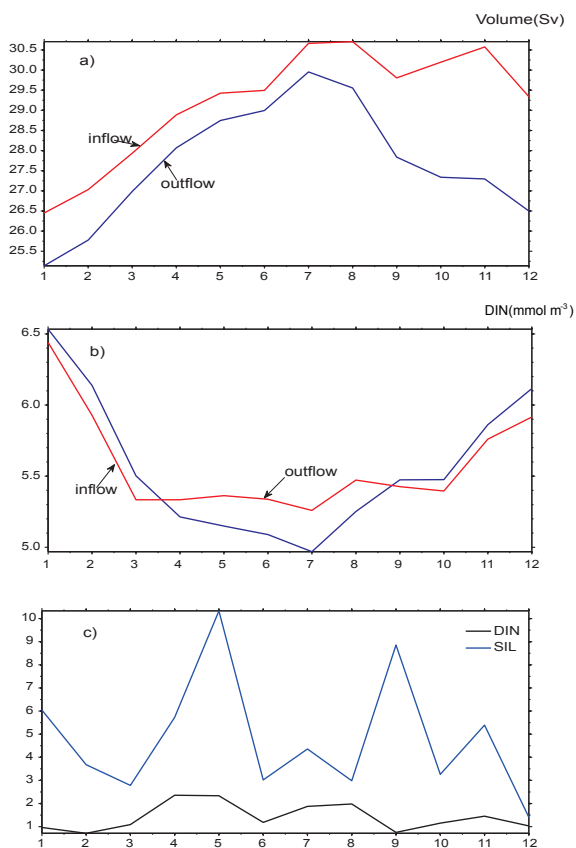 Volume(Sv)
30.5
30.0
29.5
29.0
28.5
28.0
27.5
27.0
26.5
26.0
25.5
a)
inflow
outflow
1 2 3 4 5 6 7 8 9 10 11 12
DIN(mmol m⁻³)
6.5
6.0
5.5
5.0
b)
inflow
outflow
1 2 3 4 5 6 7 8 9 10 11 12
10
9
8
7
6
5
4
3
2
1
c)
DIN
SIL
1 2 3 4 5 6 7 8 9 10 11 12